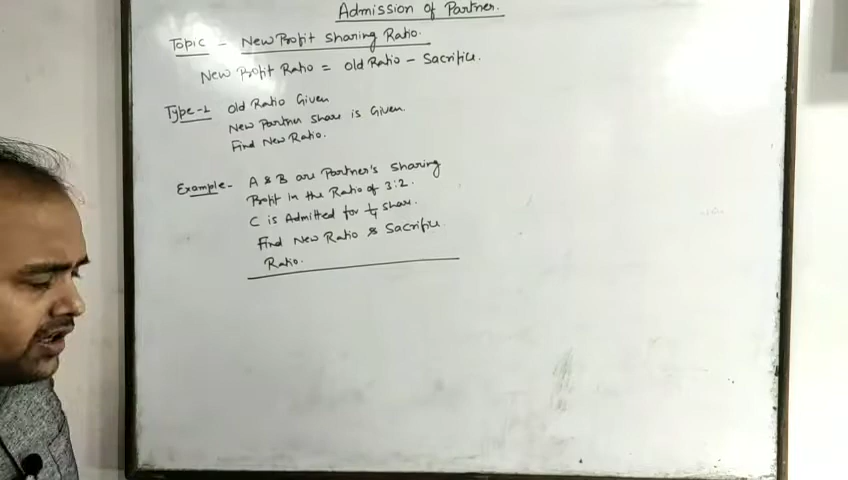 Admission of Partner.
Topic - New Profit Sharing Ratio.
New Profit Ratio = Old Ratio - Sacrifice.
Type-1 Old Ratio Given
New Partner share is Given.
Find New Ratio.
Example- A & B are Partner's Sharing
Profit in the Ratio of 3:2.
C is Admitted for 1/4 share.
Find New Ratio & Sacrifice
Ratio.